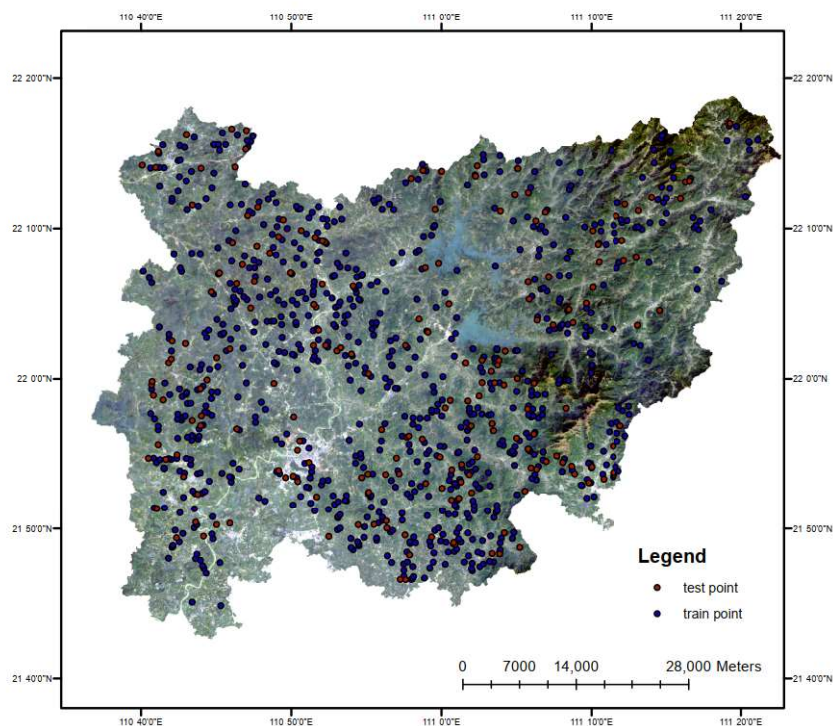 110 40'0"E 110 50'0"E 111 0'0"E 111 10'0"E 111 20'0"E
22 20'0"N 22 20'0"N
22 10'0"N 22 10'0"N
22 0'0"N 22 0'0"N
21 50'0"N 21 50'0"N
Legend
test point
train point
0 7000 14,000 28,000 Meters
21 40'0"N 21 40'0"N
110 40'0"E 110 50'0"E 111 0'0"E 111 10'0"E 111 20'0"E